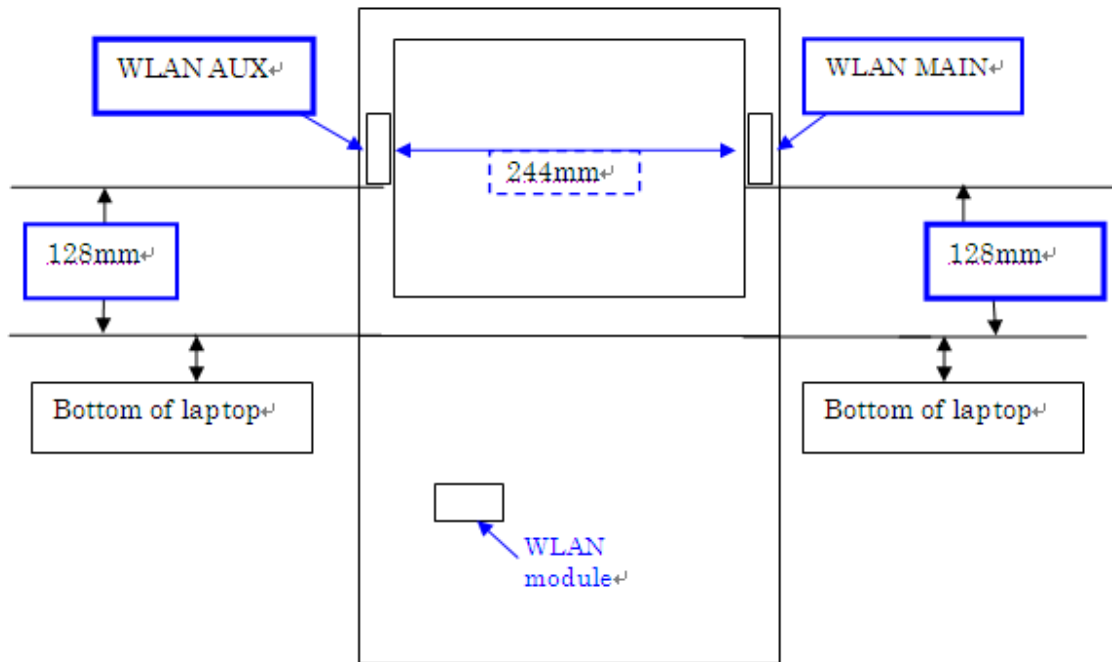 WLAN AUX↵
WLAN MAIN↵
244mm↵
128mm↵
128mm↵
Bottom of laptop↵
Bottom of laptop↵
WLAN
module↵